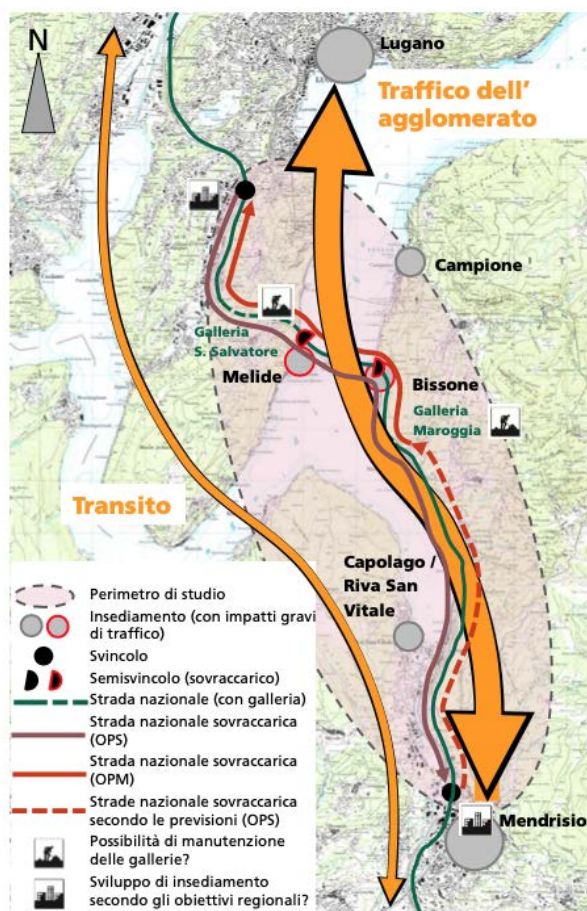 N
Lugano
Traffico dell'
agglomerato
Campione
Galleria
S. Salvatore
Melide
Bissone
Galleria
Maroggia
Transito
Capolago /
Riva San
Vitale
Mendrisio
Perimetro di studio
Insediamento (con impatti gravi
di traffico)
Svincolo
Semisvincolo (sovraccarico)
Strada nazionale (con galleria)
Strada nazionale sovraccarica
(OPS)
Strada nazionale sovraccarica
(OPM)
Strade nazionale sovraccarica
secondo le previsioni (OPS)
Possibilità di manutenzione
delle gallerie?
Sviluppo di insediamento
secondo gli obiettivi regionali?